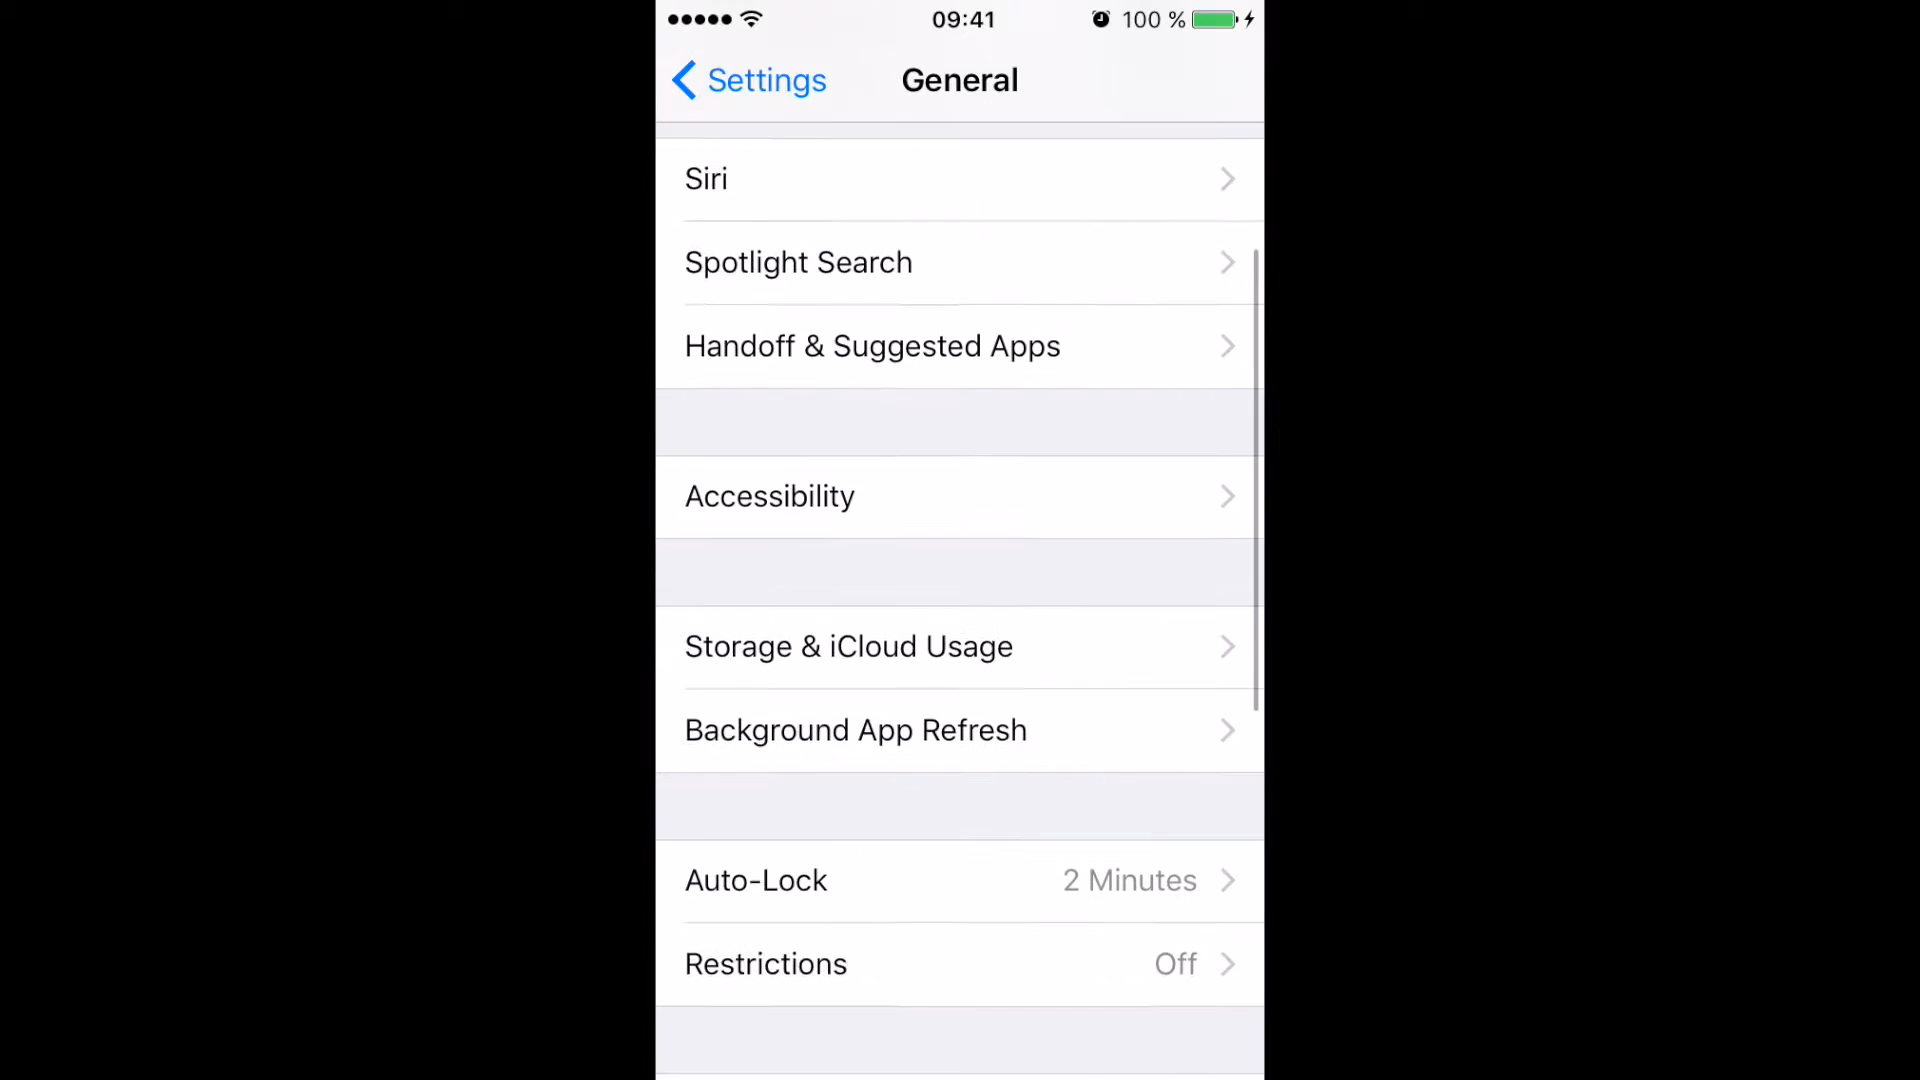 09:41 100 %
Settings General
Siri
Spotlight Search
Handoff & Suggested Apps
Accessibility
Storage & iCloud Usage
Background App Refresh
Auto-Lock 2 Minutes
Restrictions Off